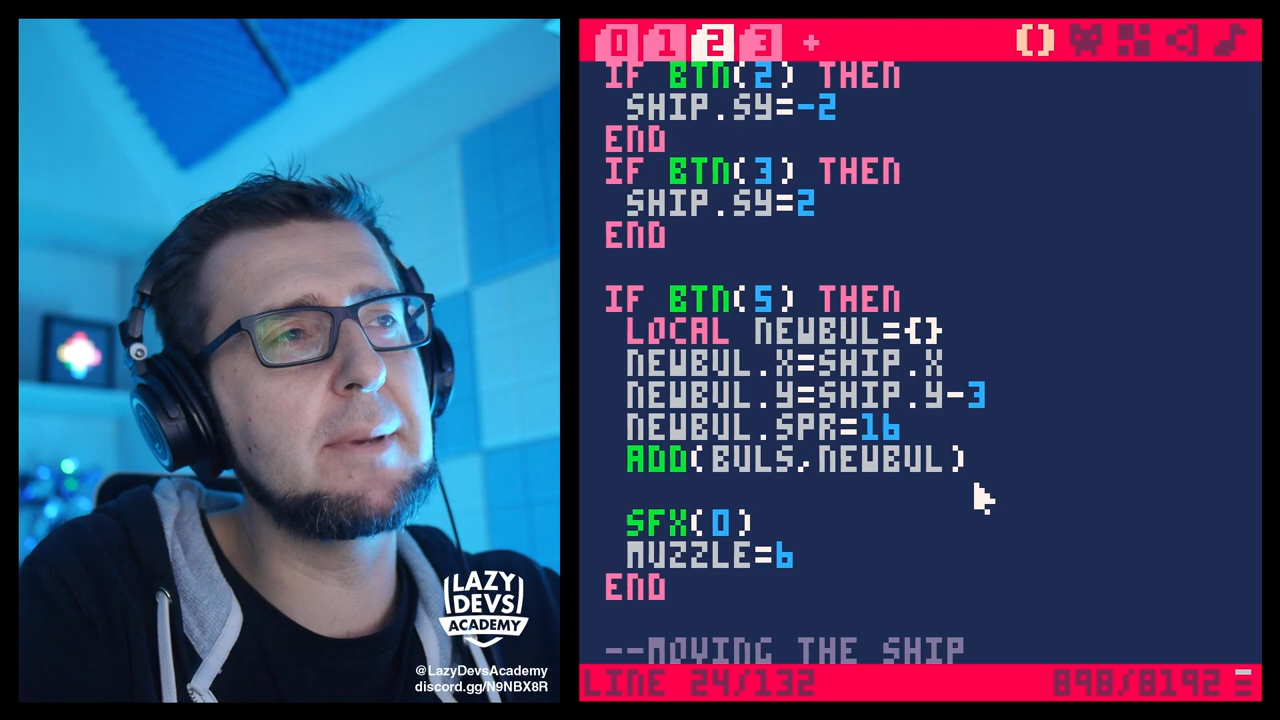 0 1 2 3 +
IF BTN(2) THEN
SHIP.SY=-2
END
IF BTN(3) THEN
SHIP.SY=2
END
IF BTN(5) THEN
LOCAL NEWBUL={}
NEWBUL.X=SHIP.X
NEWBUL.Y=SHIP.Y-3
NEWBUL.SPR=16
ADD(BULS,NEWBUL)
SFX(0)
MUZZLE=6
END
--MOVING THE SHIP
LINE 24/132 898/8192
LAZY
DEVS
ACADEMY
@LazyDevsAcademy
discord.gg/N9NBX8R